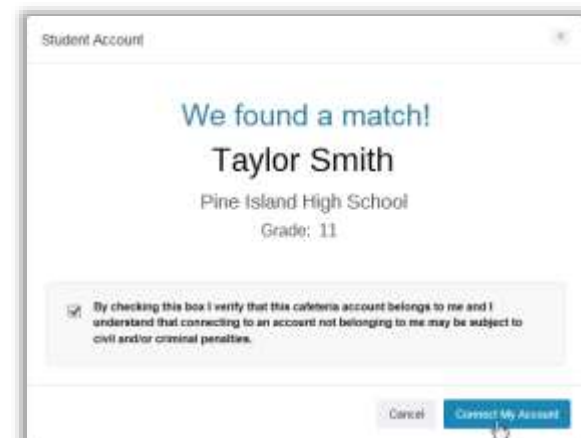 Student Account
We found a match!
Taylor Smith
Pine Island High School
Grade: 11
By checking this box I verify that this cafeteria account belongs to me and I
understand that connecting to an account not belonging to me may be subject to
civil and/or criminal penalties.
Cancel Connect My Account